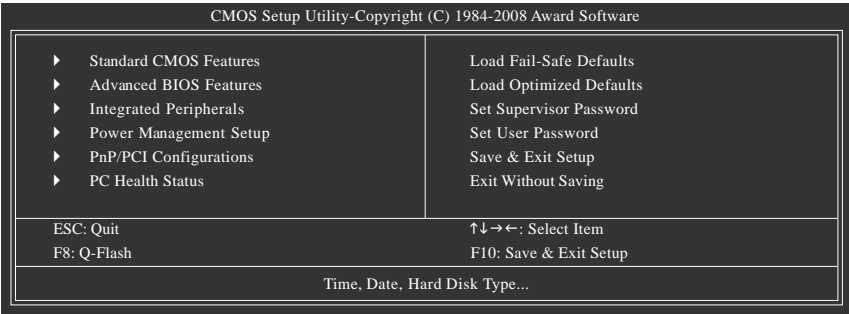 CMOS Setup Utility-Copyright (C) 1984-2008 Award Software
Standard CMOS Features
Advanced BIOS Features
Integrated Peripherals
Power Management Setup
PnP/PCI Configurations
PC Health Status
Load Fail-Safe Defaults
Load Optimized Defaults
Set Supervisor Password
Set User Password
Save & Exit Setup
Exit Without Saving
ESC: Quit
F8: Q-Flash
↑↓→←: Select Item
F10: Save & Exit Setup
Time, Date, Hard Disk Type...